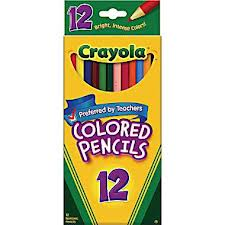 12
Bright, Intense Colors!
Crayola
Preferred by Teachers
COLORED
PENCILS
12